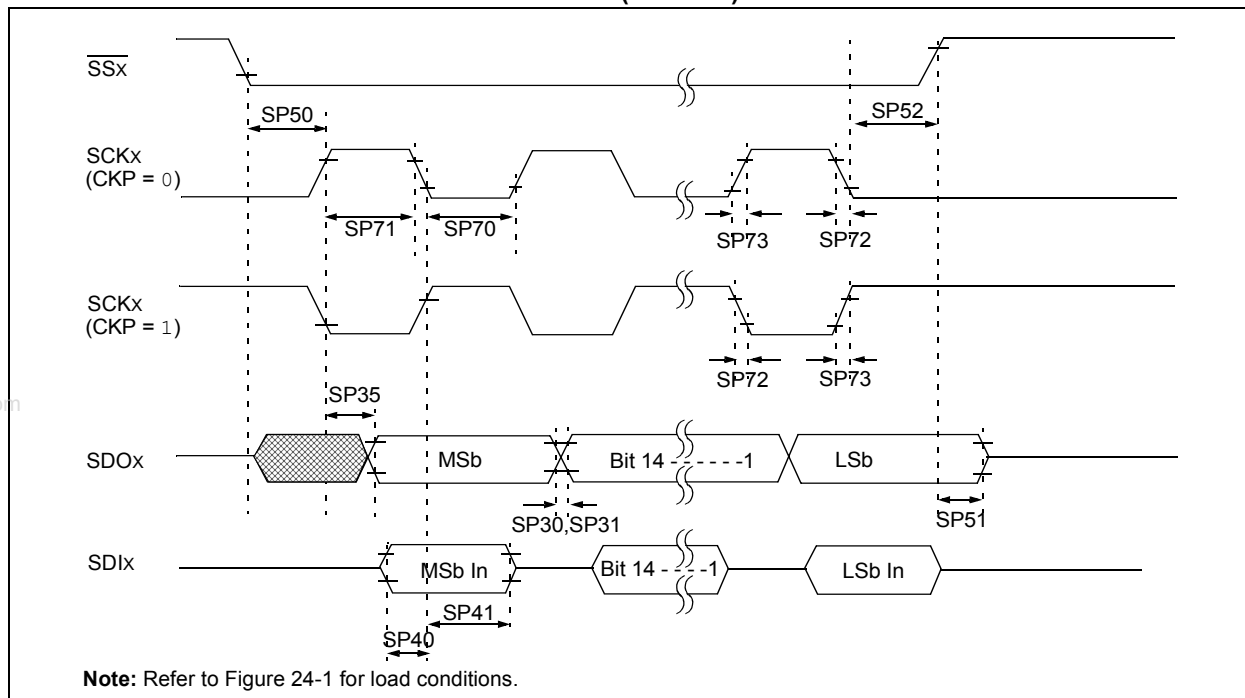 SSx
SP50
SP52
SCKx
(CKP = 0)
SP71
SP70
SP73
SP72
SCKx
(CKP = 1)
SP72
SP73
SP35
SDOx
MSb
Bit 14 - - - - - -1
LSb
SP30,SP31
SP51
SDIx
MSb In
Bit 14 - - - -1
LSb In
SP41
SP40
Note: Refer to Figure 24-1 for load conditions.